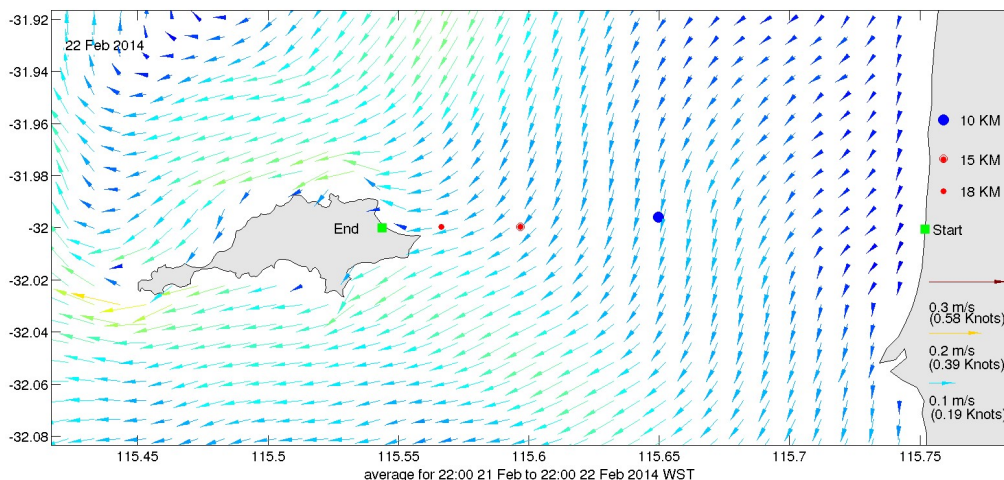 -31.92
22 Feb 2014
-31.94
-31.96
10 KM
15 KM
-31.98
18 KM
-32
End
Start
-32.02
0.3 m/s
(0.58 Knots)
-32.04
0.2 m/s
(0.39 Knots)
-32.06
0.1 m/s
(0.19 Knots)
-32.08
115.45
115.5
115.55
115.6
115.65
115.7
115.75
average for 22:00 21 Feb to 22:00 22 Feb 2014 WST